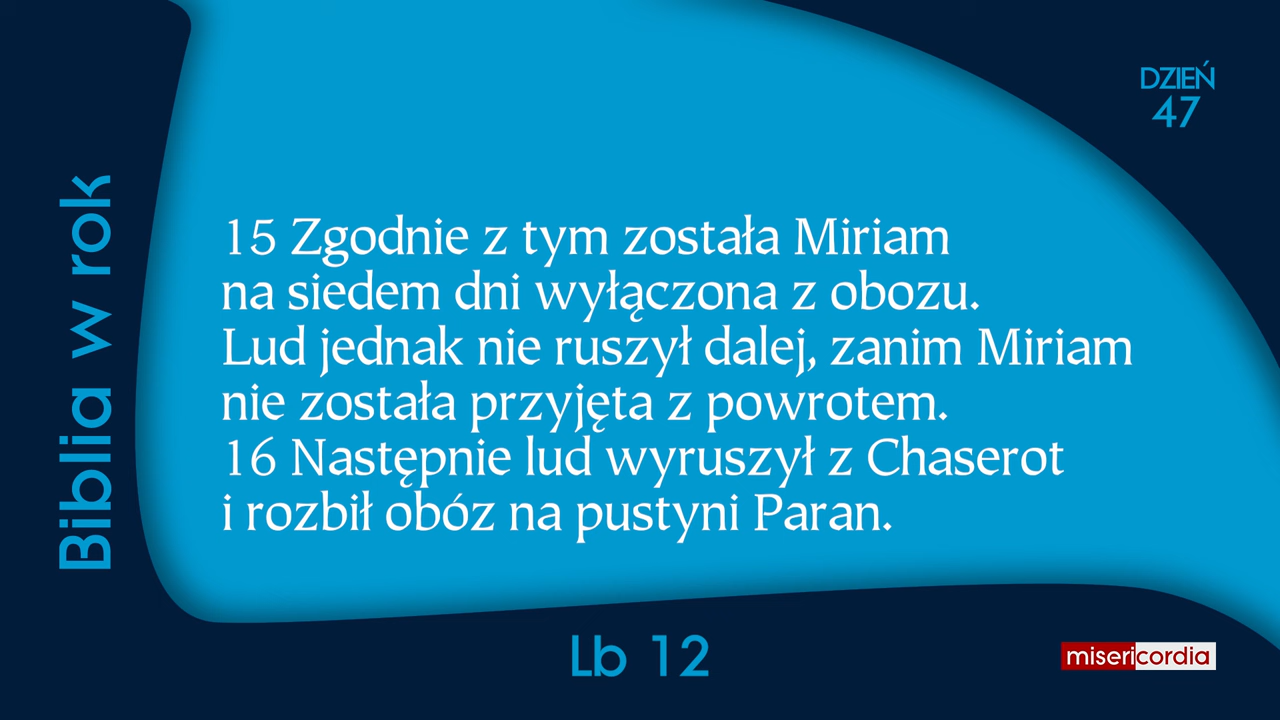 DZIEŃ
47
Biblia w rok
15 Zgodnie z tym została Miriam
na siedem dni wyłączona z obozu.
Lud jednak nie ruszył dalej, zanim Miriam
nie została przyjęta z powrotem.
16 Następnie lud wyruszył z Chaserot
i rozbił obóz na pustyni Paran.
Lb 12
misericordia